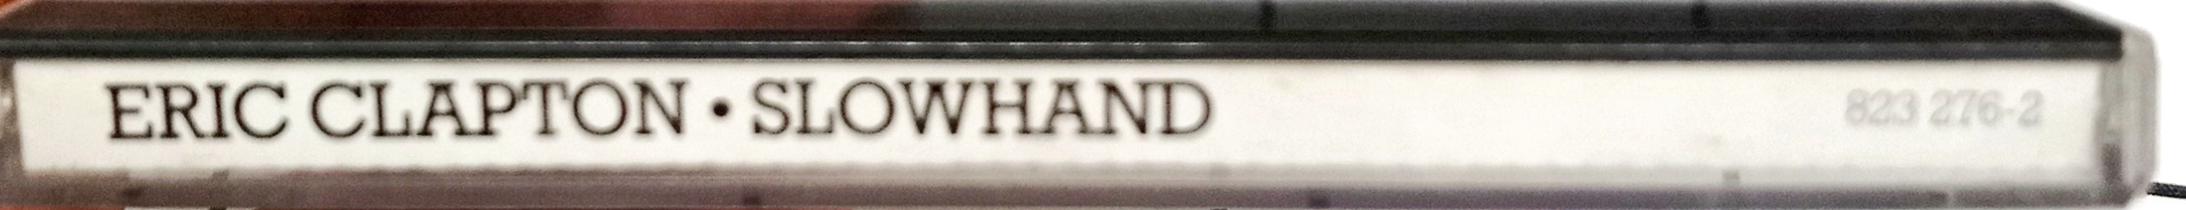 ERIC CLAPTON • SLOWHAND 823 276-2